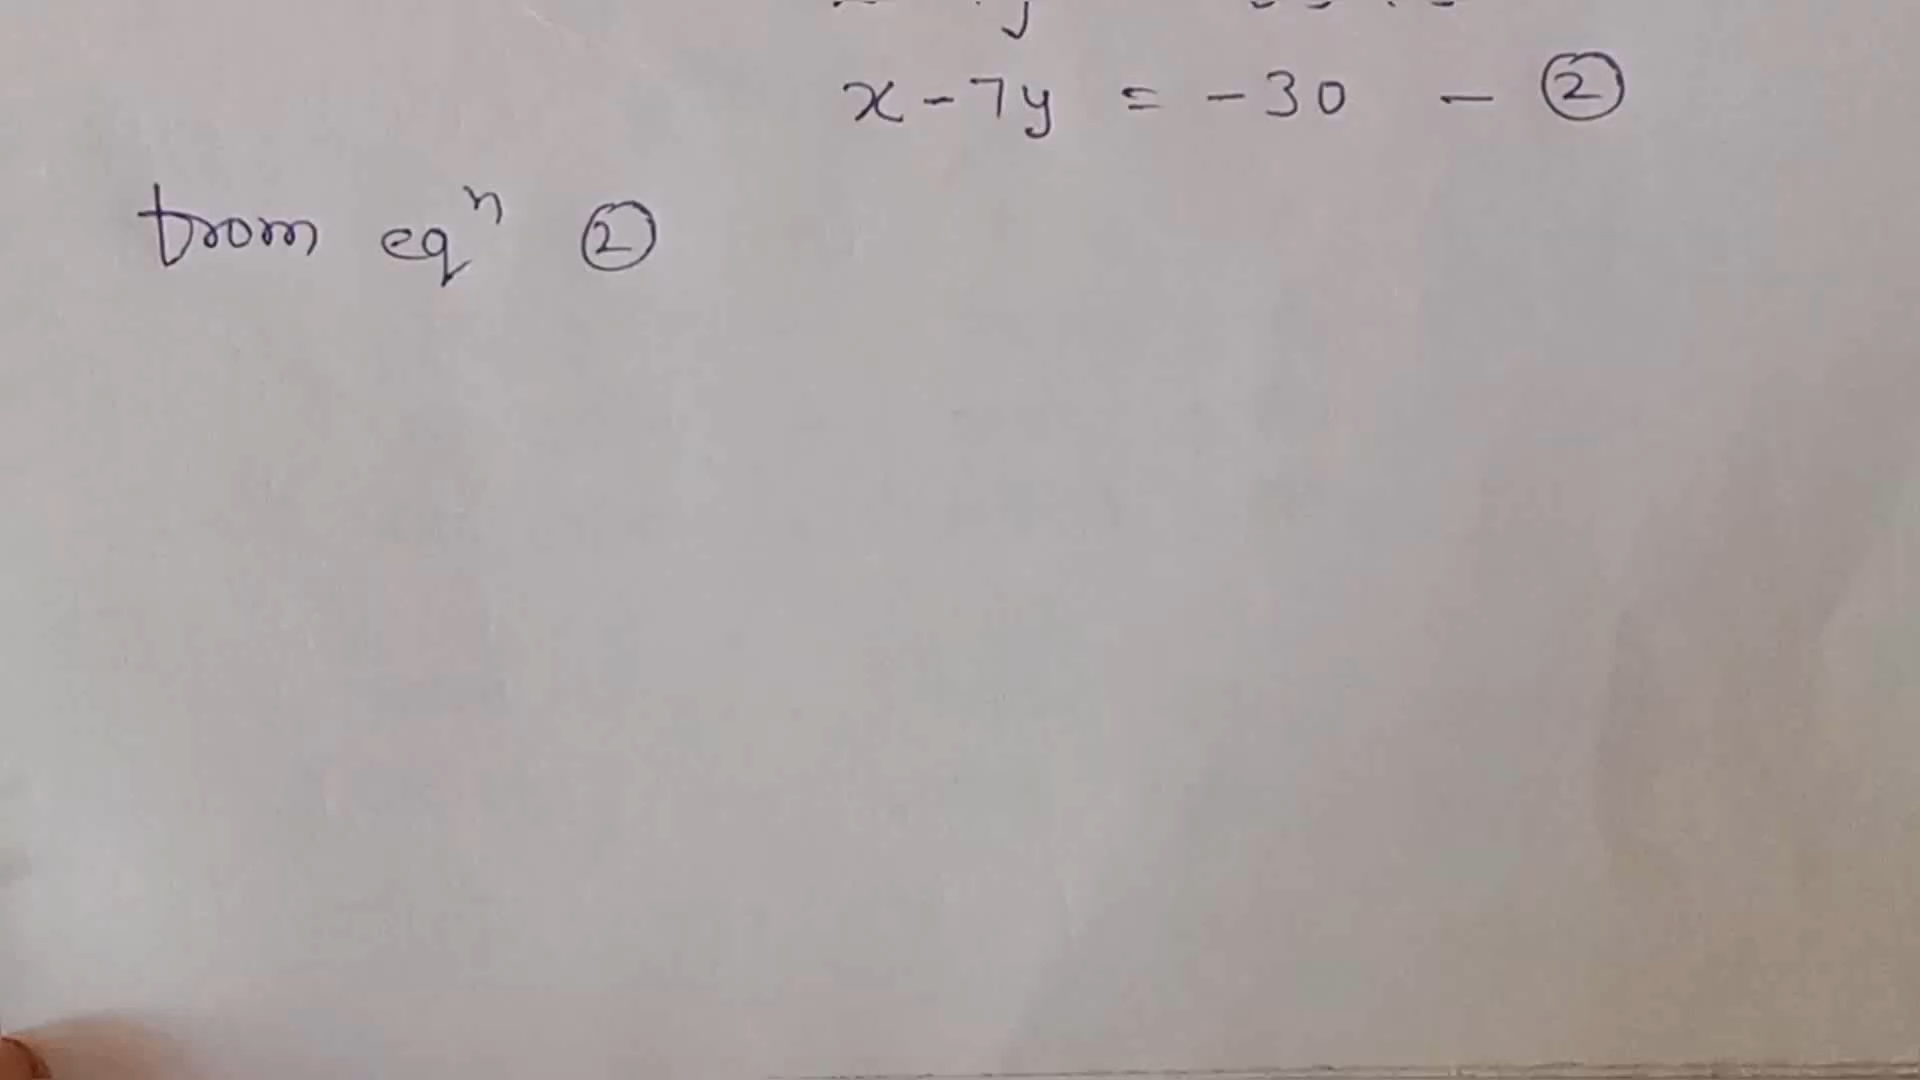 x - 7y = - 30 - ②
from eqⁿ ②